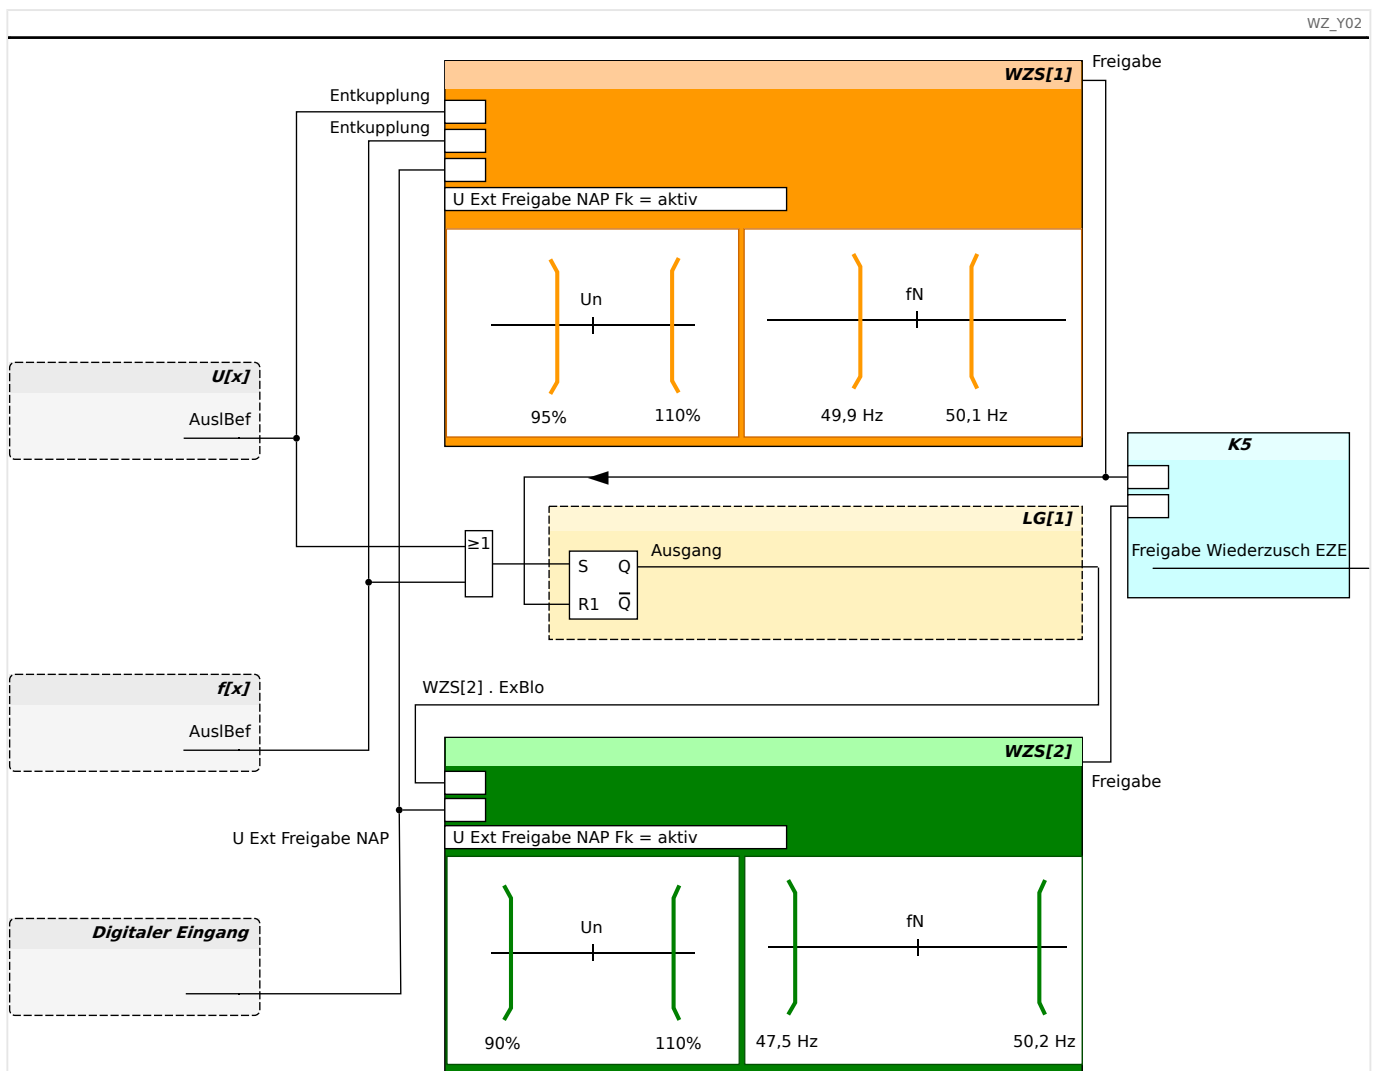 WZ_Y02
Freigabe
WZS[1]
Entkupplung
Entkupplung
U Ext Freigabe NAP Fk = aktiv
Un
fN
95%
110%
49,9 Hz
50,1 Hz
U[x]
AuslBef
K5
LG[1]
≥1
Ausgang
Freigabe Wiederzusch EZE
S
Q
R1
Q̅
f[x]
AuslBef
WZS[2] . ExBlo
WZS[2]
Freigabe
U Ext Freigabe NAP
U Ext Freigabe NAP Fk = aktiv
Digitaler Eingang
Un
fN
90%
110%
47,5 Hz
50,2 Hz